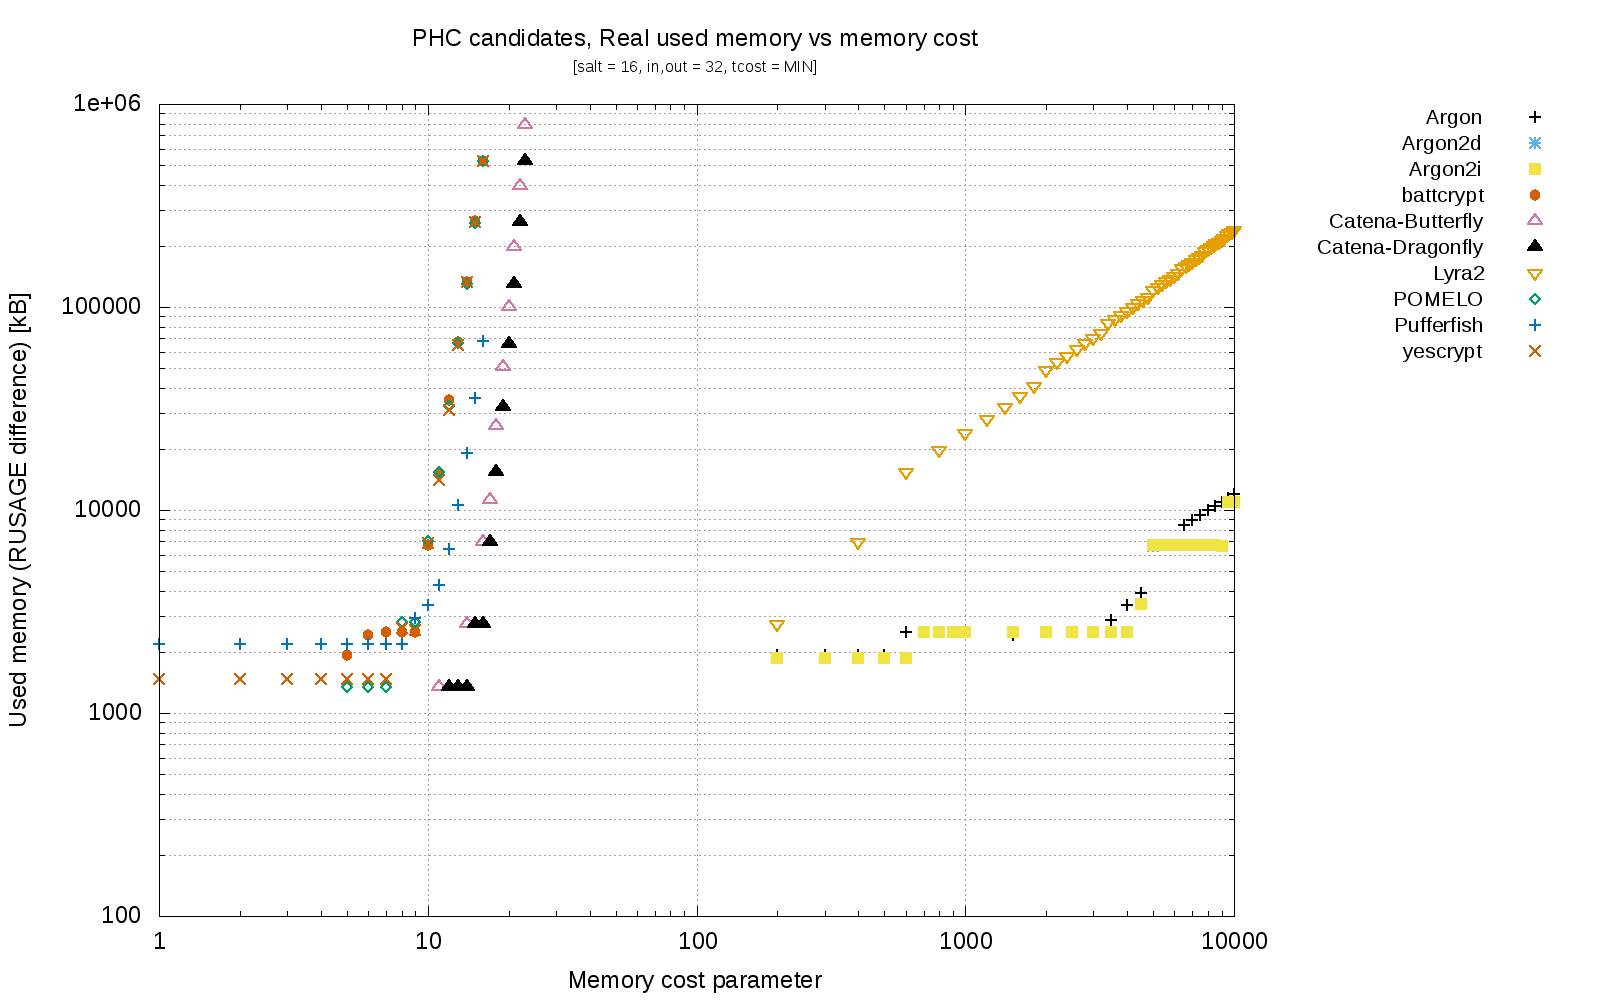 PHC candidates, Real used memory vs memory cost
[salt = 16, in,out = 32, tcost = MIN]
Used memory (RUSAGE difference) [kB]
1e+06
100000
10000
1000
100
1
10
100
1000
10000
Memory cost parameter
Argon
Argon2d
Argon2i
battcrypt
Catena-Butterfly
Catena-Dragonfly
Lyra2
POMELO
Pufferfish
yescrypt